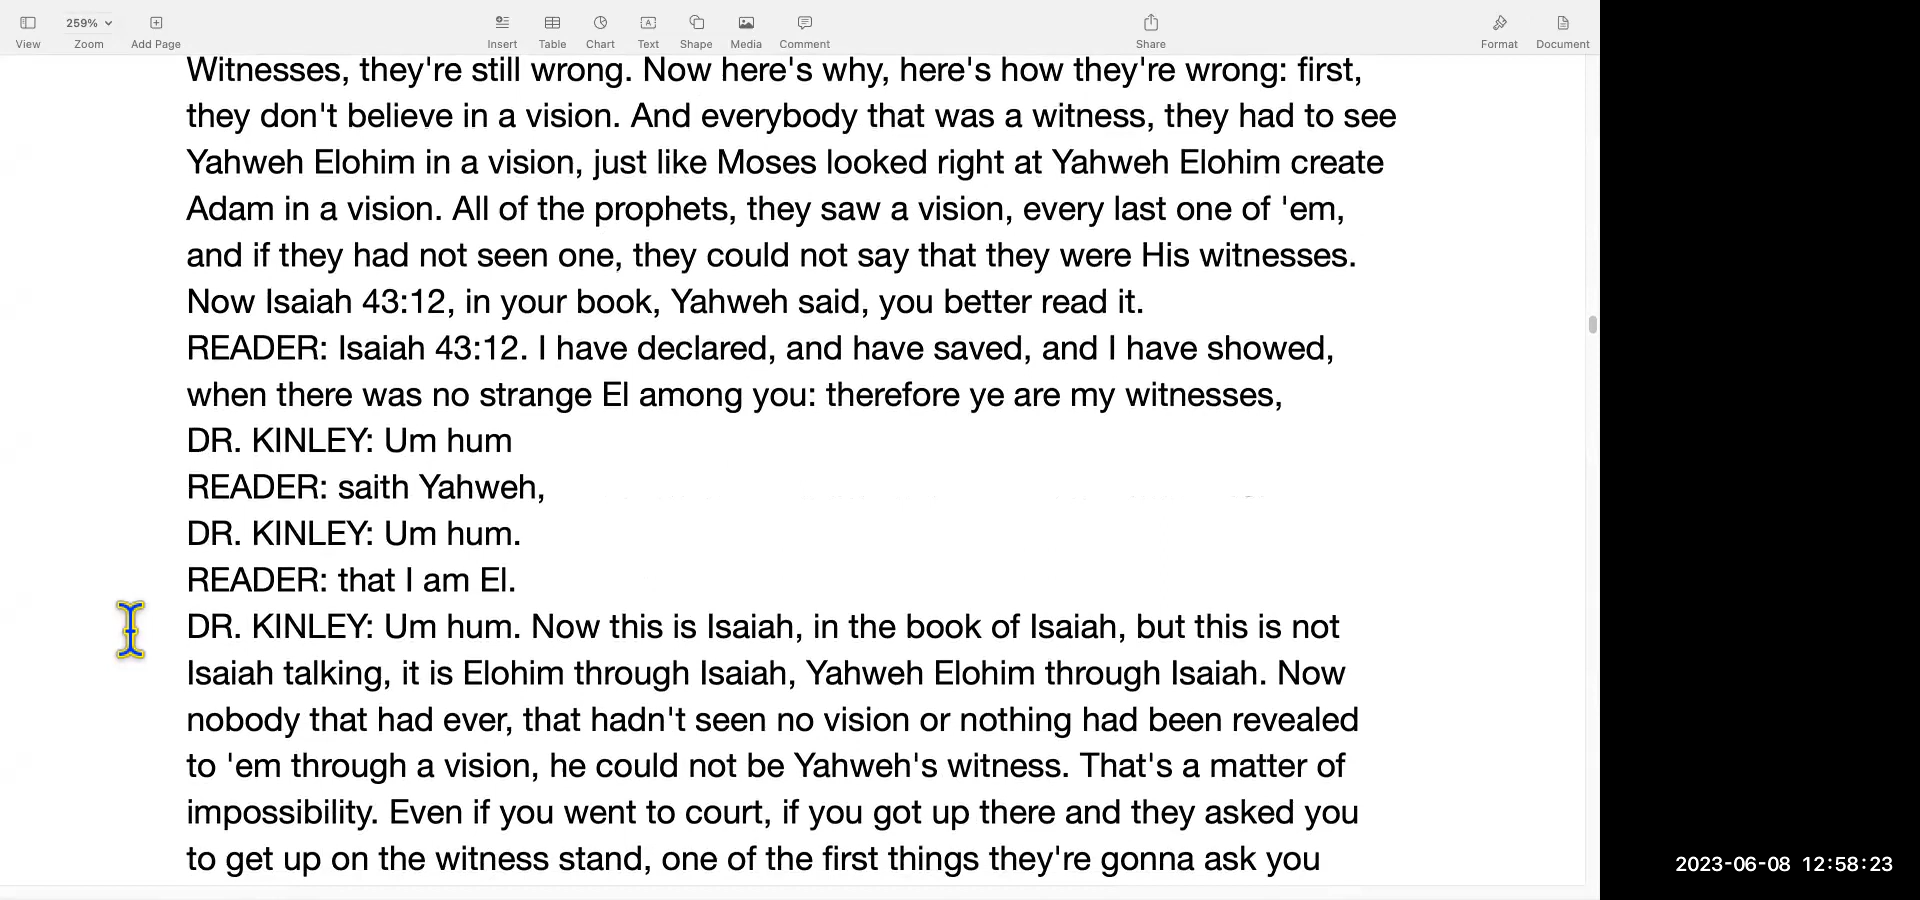 259%
View
Zoom
Add Page
Insert
Table
Chart
Text
Shape
Media
Comment
Share
Format
Document
Witnesses, they're still wrong. Now here's why, here's how they're wrong: first,
they don't believe in a vision. And everybody that was a witness, they had to see
Yahweh Elohim in a vision, just like Moses looked right at Yahweh Elohim create
Adam in a vision. All of the prophets, they saw a vision, every last one of 'em,
and if they had not seen one, they could not say that they were His witnesses.
Now Isaiah 43:12, in your book, Yahweh said, you better read it.
READER: Isaiah 43:12. I have declared, and have saved, and I have showed,
when there was no strange El among you: therefore ye are my witnesses,
DR. KINLEY: Um hum
READER: saith Yahweh,
DR. KINLEY: Um hum.
READER: that I am El.
DR. KINLEY: Um hum. Now this is Isaiah, in the book of Isaiah, but this is not
Isaiah talking, it is Elohim through Isaiah, Yahweh Elohim through Isaiah. Now
nobody that had ever, that hadn't seen no vision or nothing had been revealed
to 'em through a vision, he could not be Yahweh's witness. That's a matter of
impossibility. Even if you went to court, if you got up there and they asked you
to get up on the witness stand, one of the first things they're gonna ask you
2023-06-08 12:58:23